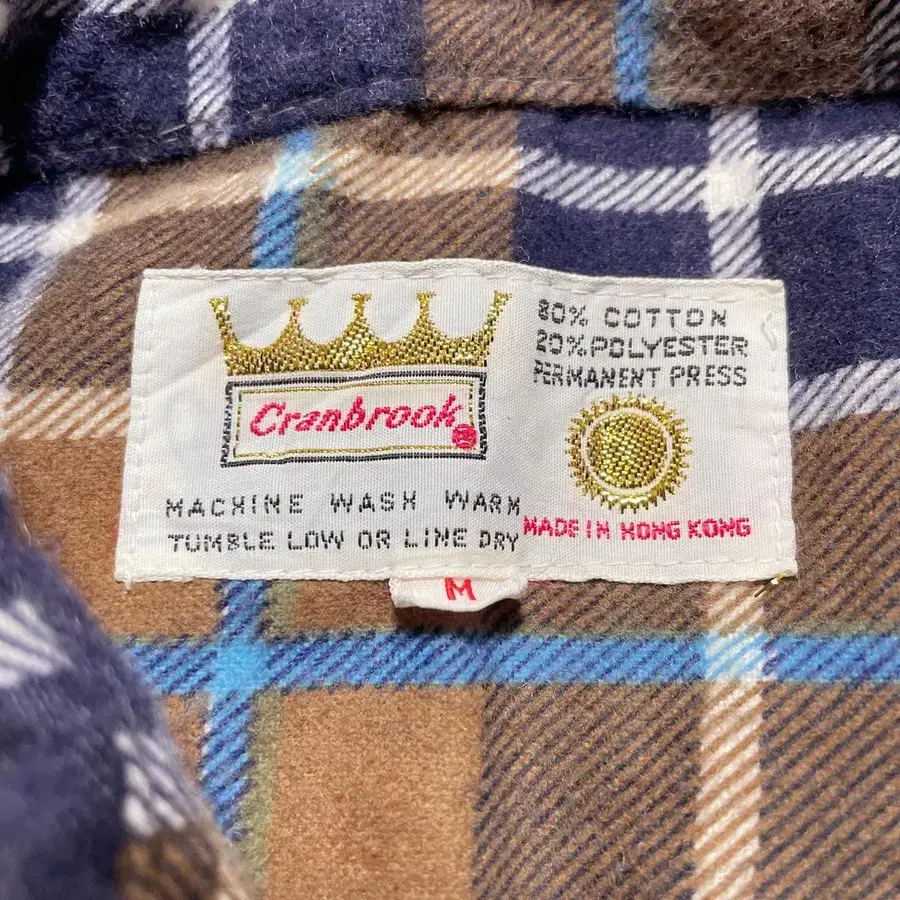 Cranbrook
80% COTTON
20% POLYESTER
PERMANENT PRESS
MACHINE WASH WARM
TUMBLE LOW OR LINE DRY
MADE IN HONG KONG
M